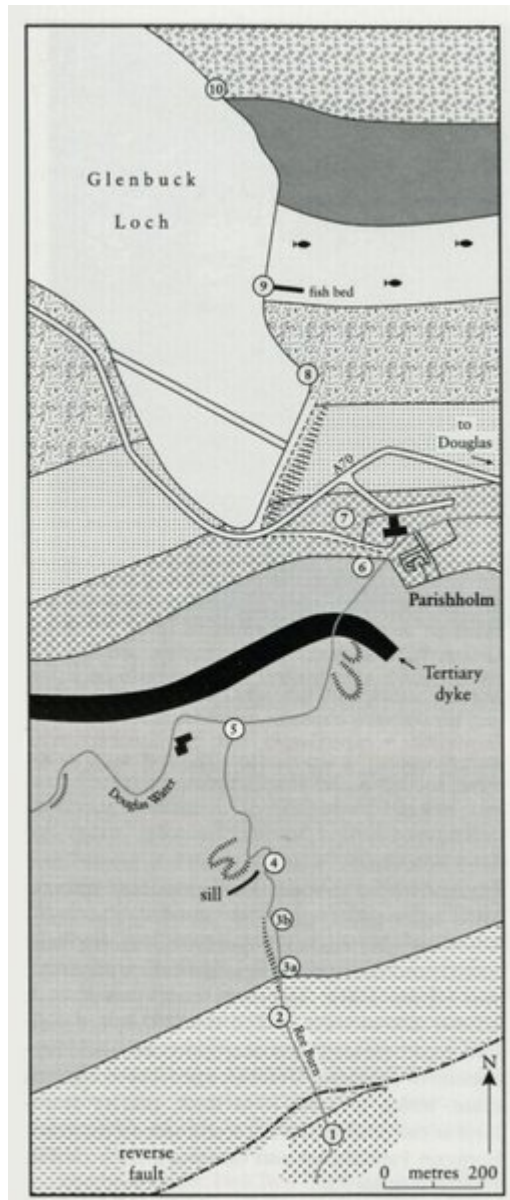 10
Glenbuck
Loch
9
fish bed
8
to
Douglas
A70
7
6
Parishholm
Tertiary
dyke
5
Douglas Water
4
sill
3b
3a
2
Ree Burn
N
1
reverse
fault
0 metres 200